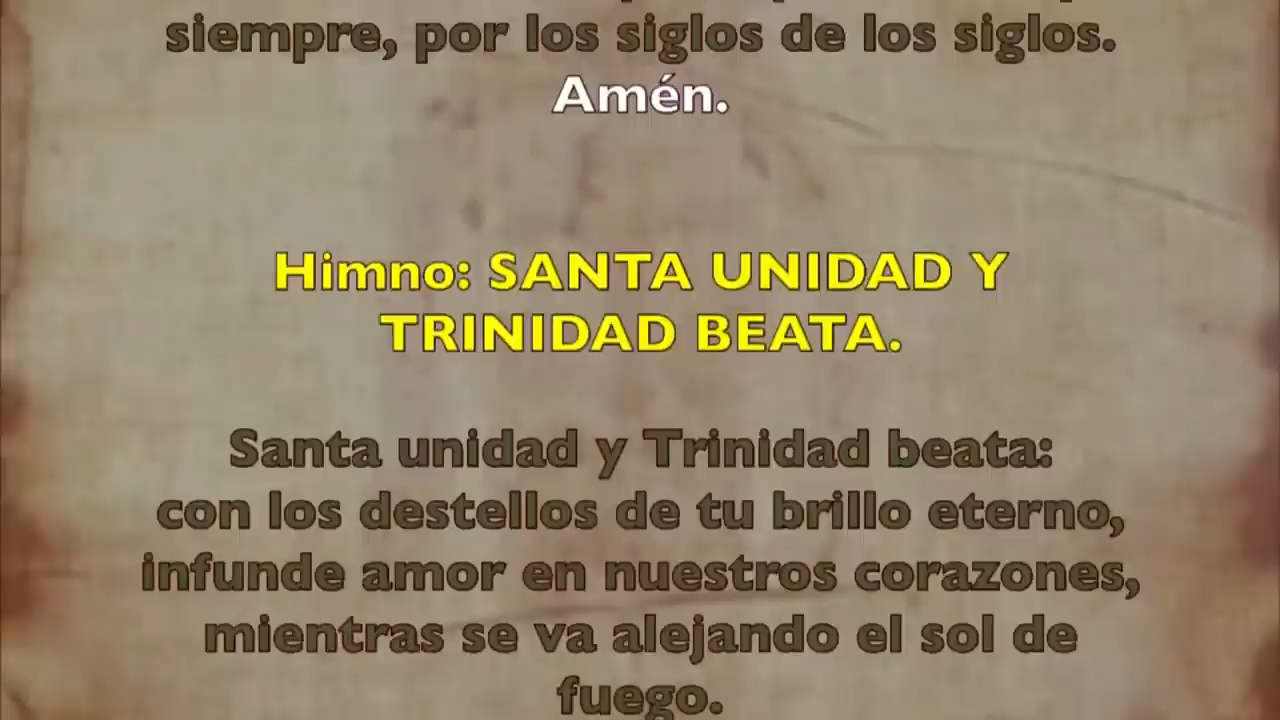 siempre, por los siglos de los siglos.
Amén.
Himno: SANTA UNIDAD Y
TRINIDAD BEATA.
Santa unidad y Trinidad beata:
con los destellos de tu brillo eterno,
infunde amor en nuestros corazones,
mientras se va alejando el sol de
fuego.